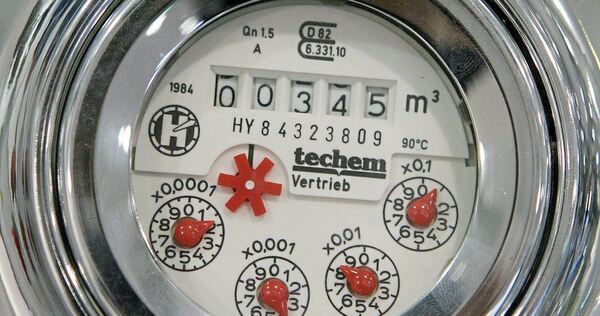 Qn 1.5
A
D 82
6.331.10
1984
00345 m³
HY 84323809
90°C
techem
Vertrieb
H
x0,0001
x0,001
x0,01
x0,1